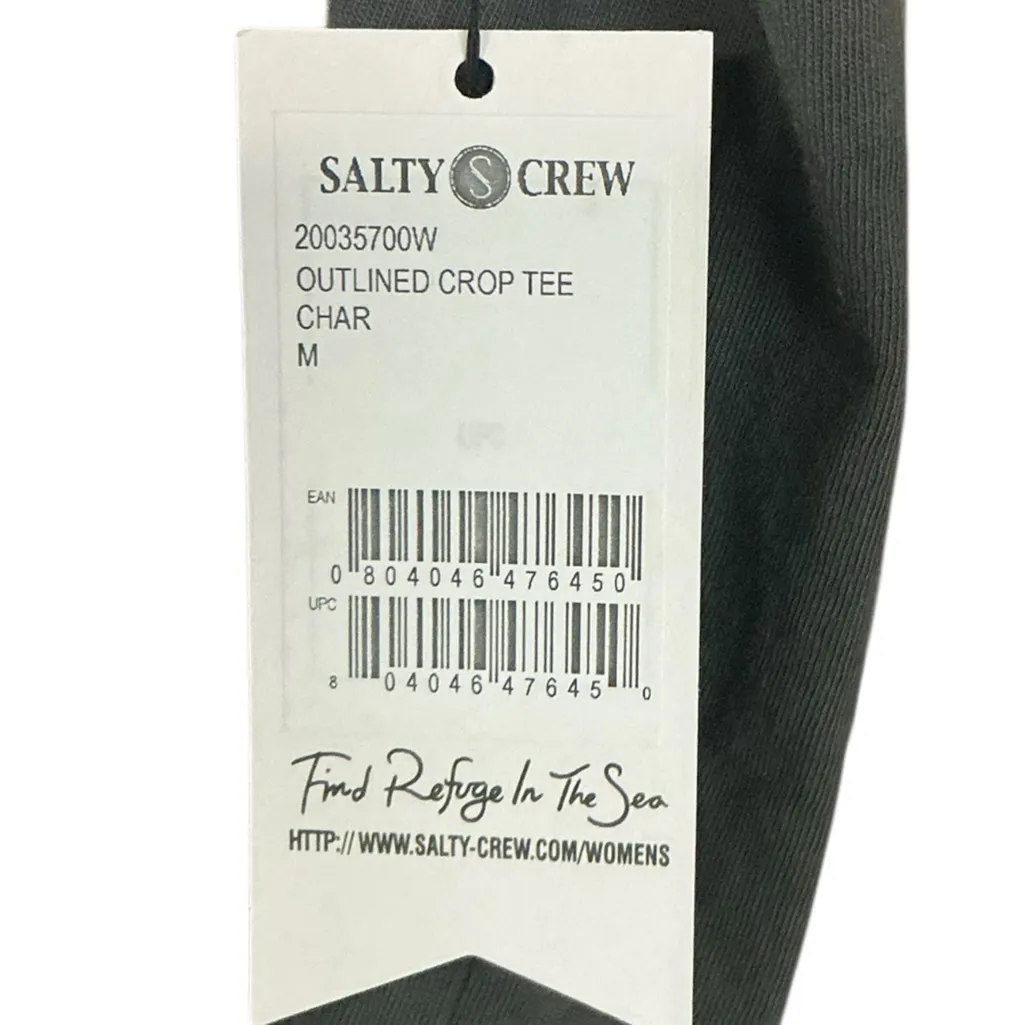 SALTY S CREW
20035700W
OUTLINED CROP TEE
CHAR
M
UPC
EAN
0 804046 476450
UPC
8 04046 47645 0
Find Refuge In The Sea
HTTP://WWW.SALTY-CREW.COM/WOMENS